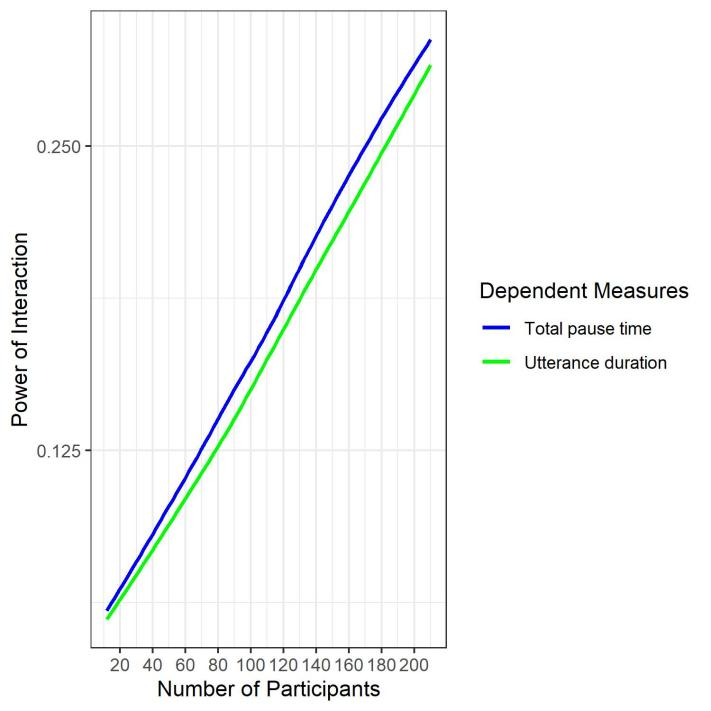 0.250
0.125
Power of Interaction
20 40 60 80 100 120 140 160 180 200
Number of Participants
Dependent Measures
Total pause time
Utterance duration